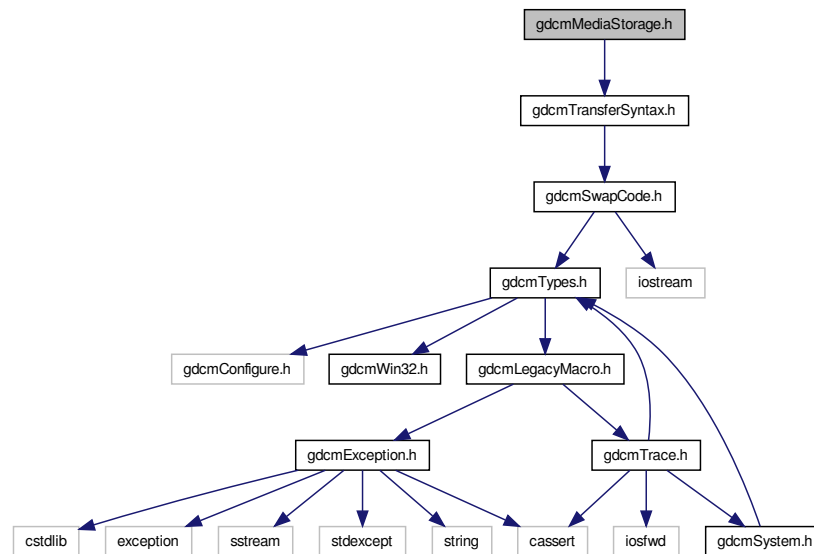 gdcmMediaStorage.h
gdcmTransferSyntax.h
gdcmSwapCode.h
gdcmTypes.h
iostream
gdcmConfigure.h
gdcmWin32.h
gdcmLegacyMacro.h
gdcmException.h
gdcmTrace.h
cstdlib
exception
sstream
stdexcept
string
cassert
iosfwd
gdcmSystem.h